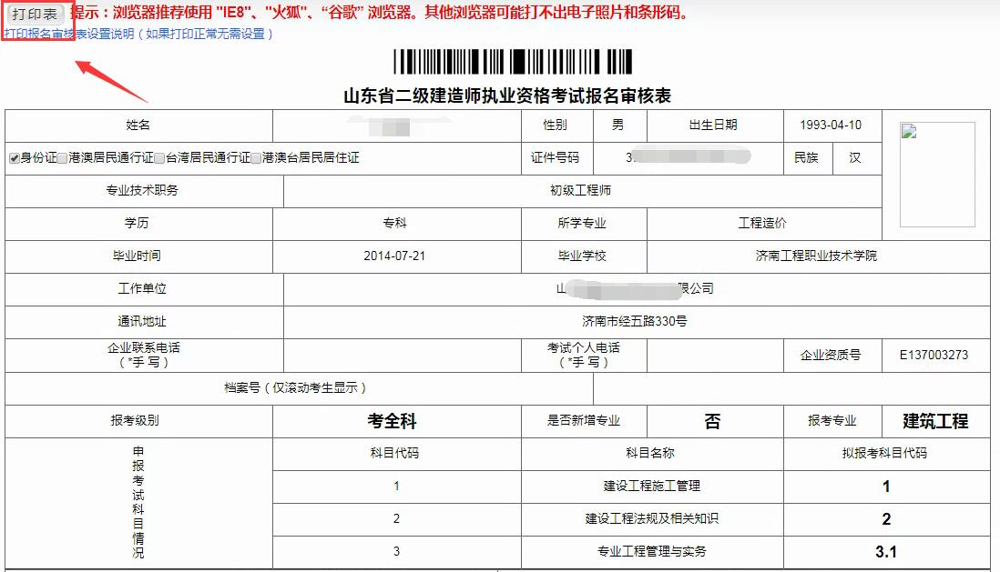 打印表 提示：浏览器推荐使用 "IE8"、"火狐"、“谷歌” 浏览器。其他浏览器可能打不出电子照片和条形码。
打印报名审核表设置说明（如果打印正常无需设置）
山东省二级建造师执业资格考试报名审核表
姓名 性别 男 出生日期 1993-04-10
身份证 港澳居民通行证 台湾居民通行证 港澳台居民居住证 证件号码 3 民族 汉
专业技术职务 初级工程师
学历 专科 所学专业 工程造价
毕业时间 2014-07-21 毕业学校 济南工程职业技术学院
工作单位 山 限公司
通讯地址 济南市经五路330号
企业联系电话 考试个人电话
（*手 写） （*手 写） 企业资质号 E137003273
档案号（仅滚动考生显示）
报考级别 考全科 是否新增专业 否 报考专业 建筑工程
申报考试科目情况 科目代码 科目名称 拟报考科目代码
1 建设工程施工管理 1
2 建设工程法规及相关知识 2
3 专业工程管理与实务 3.1